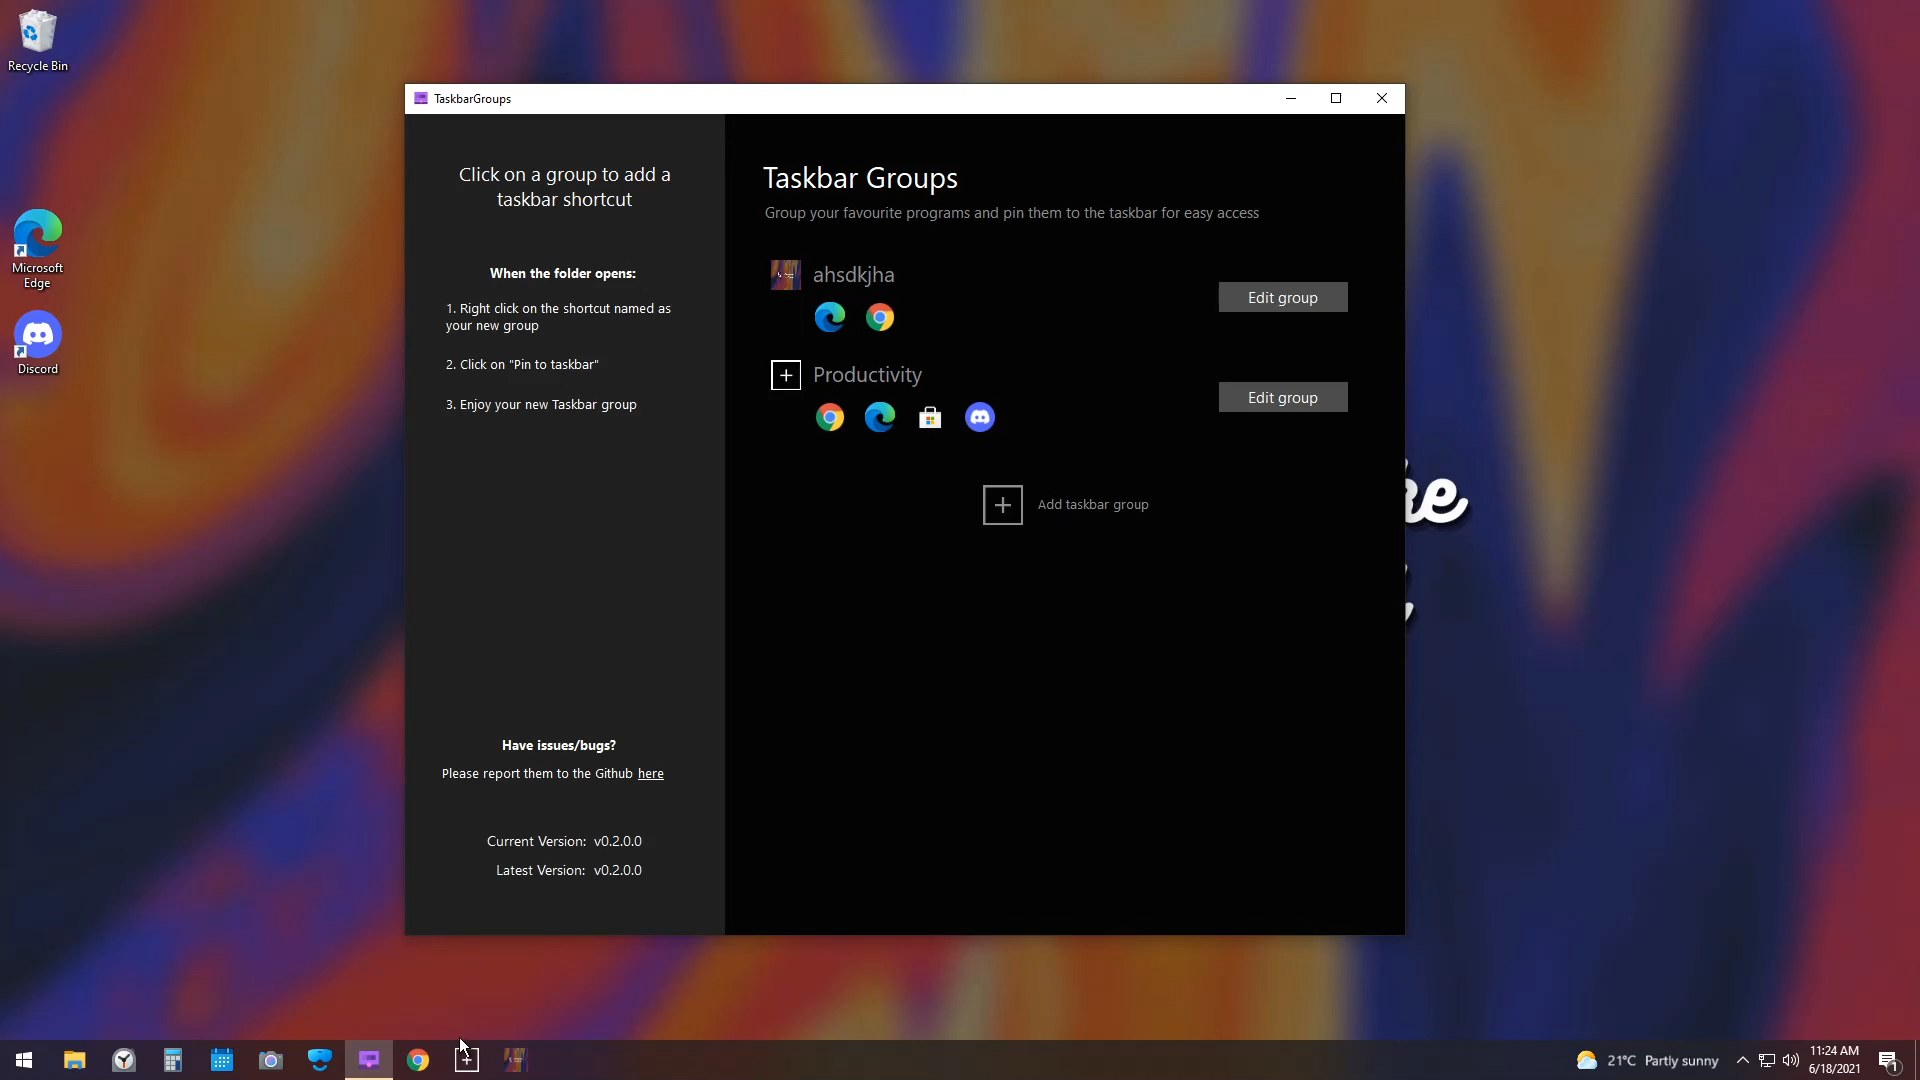 Recycle Bin
Microsoft
Edge
Discord
TaskbarGroups
Click on a group to add a
taskbar shortcut
When the folder opens:
1. Right click on the shortcut named as
your new group
2. Click on "Pin to taskbar"
3. Enjoy your new Taskbar group
Have issues/bugs?
Please report them to the Github here
Current Version: v0.2.0.0
Latest Version: v0.2.0.0
Taskbar Groups
Group your favourite programs and pin them to the taskbar for easy access
ahsdkjha
Edit group
Productivity
Edit group
Add taskbar group
21°C Partly sunny
11:24 AM
6/18/2021
1